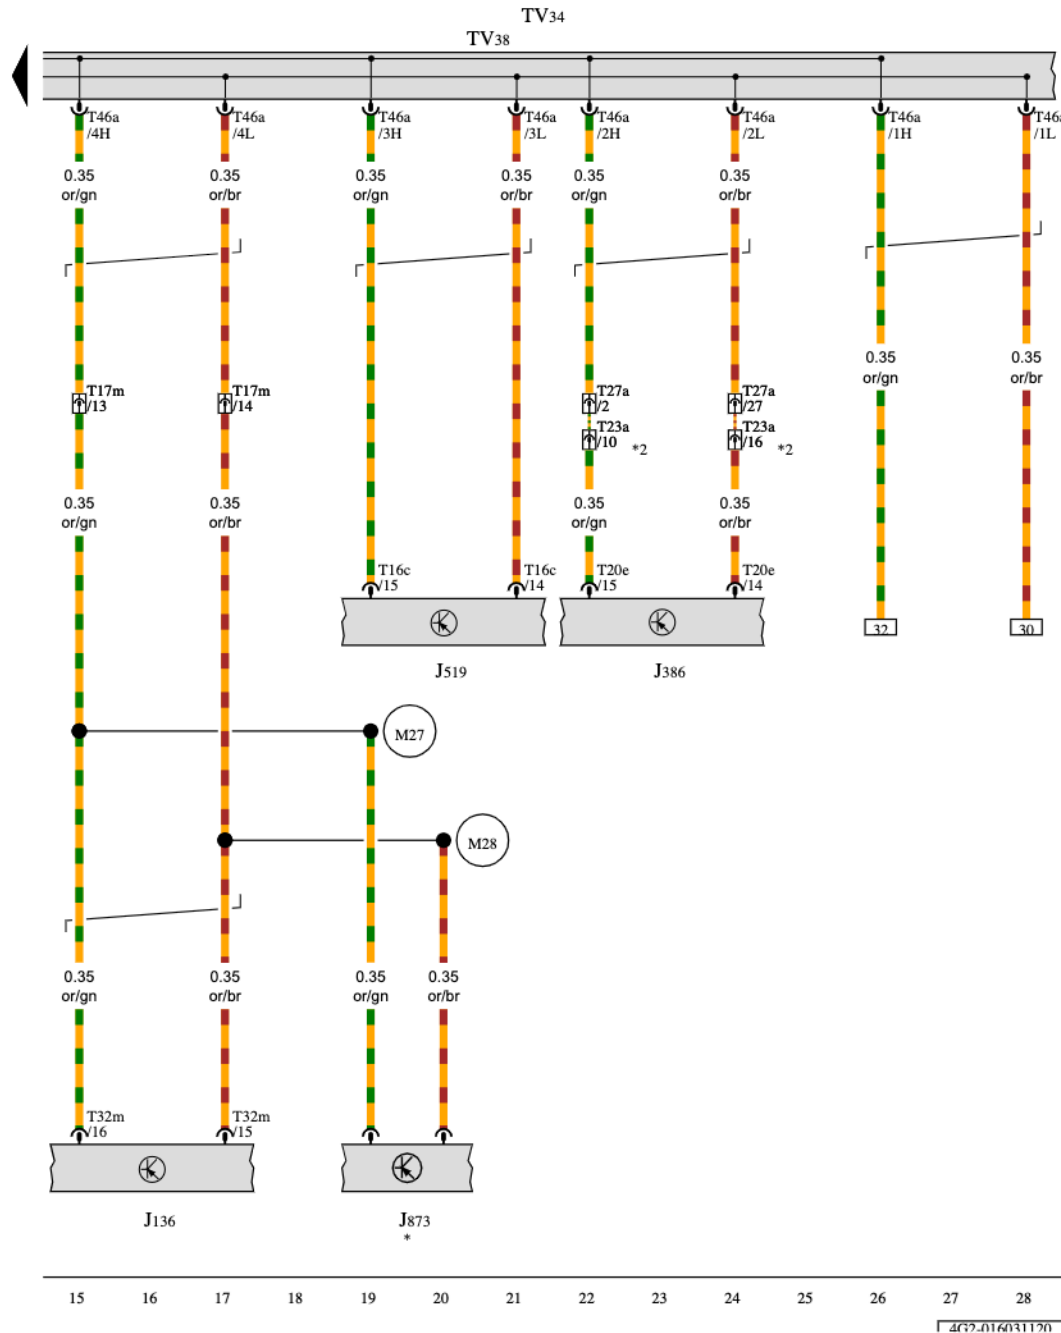 TV34
TV38
T46a
/4H
T46a
/4L
T46a
/3H
T46a
/3L
T46a
/2H
T46a
/2L
T46a
/1H
T46a
/1L
0.35
or/gn
0.35
or/br
0.35
or/gn
0.35
or/br
0.35
or/gn
0.35
or/br
0.35
or/gn
0.35
or/br
T17m
/13
T17m
/14
T27a
/2
T27a
/27
T23a
/10
*2
T23a
/16
*2
0.35
or/gn
0.35
or/br
0.35
or/gn
0.35
or/br
T16c
/15
T16c
/14
T20e
/15
T20e
/14
32
30
J519
J386
M27
M28
0.35
or/gn
0.35
or/br
0.35
or/gn
0.35
or/br
T32m
/16
T32m
/15
J136
J873
*
15 16 17 18 19 20 21 22 23 24 25 26 27 28
4G2-016031120